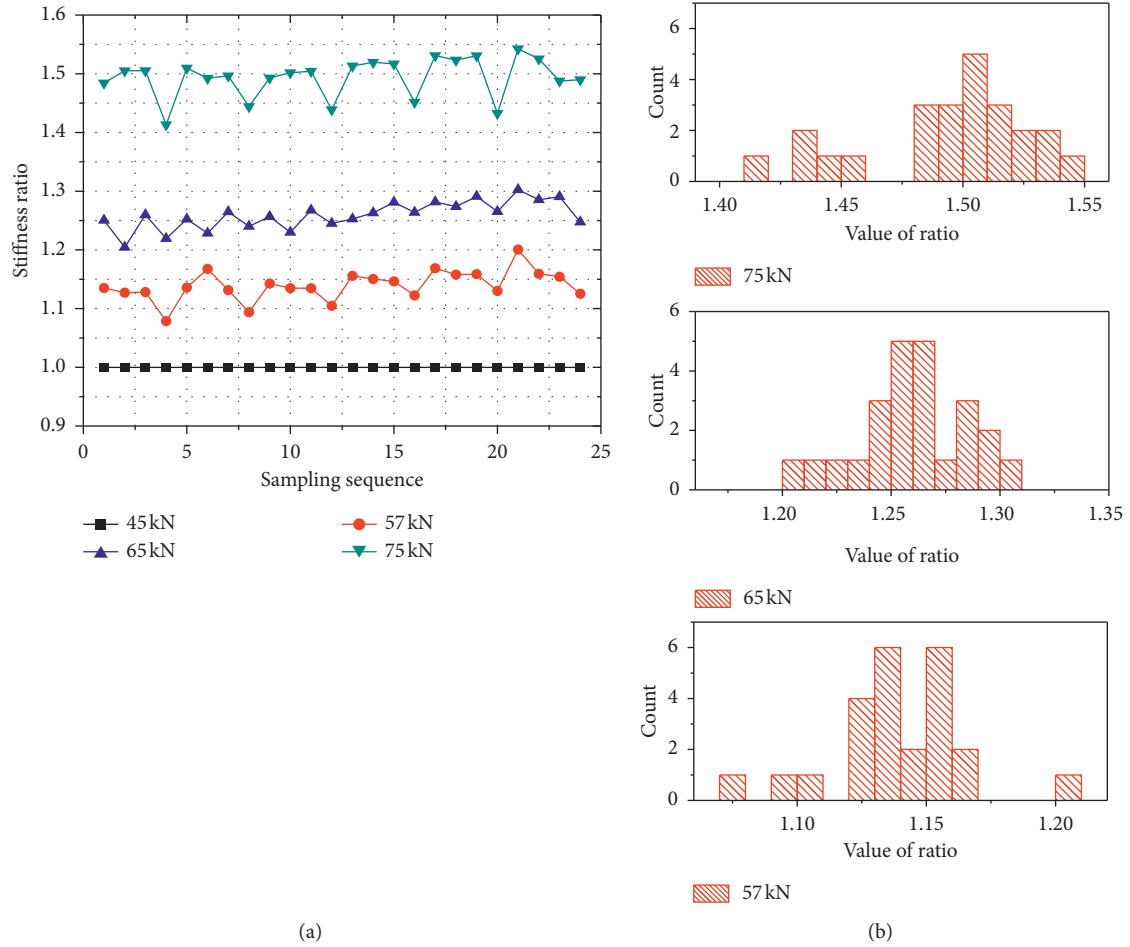 1.6
1.5
1.4
1.3
1.2
1.1
1.0
0.9
Stiffness ratio
0 5 10 15 20 25
Sampling sequence
45 kN 57 kN
65 kN 75 kN
(a)
6
4
2
0
Count
1.40 1.45 1.50 1.55
Value of ratio
75 kN
6
4
2
0
Count
1.20 1.25 1.30 1.35
Value of ratio
65 kN
6
4
2
0
Count
1.10 1.15 1.20
Value of ratio
57 kN
(b)